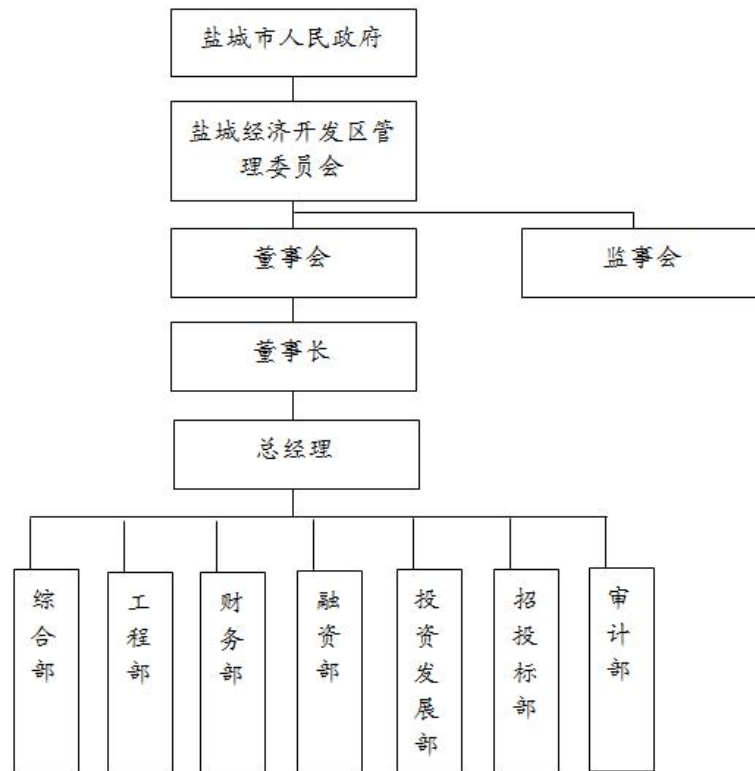 盐城市人民政府
盐城经济开发区管
理委员会
董事会
监事会
董事长
总经理
综合部
工程部
财务部
融资部
投资发展部
招投标部
审计部